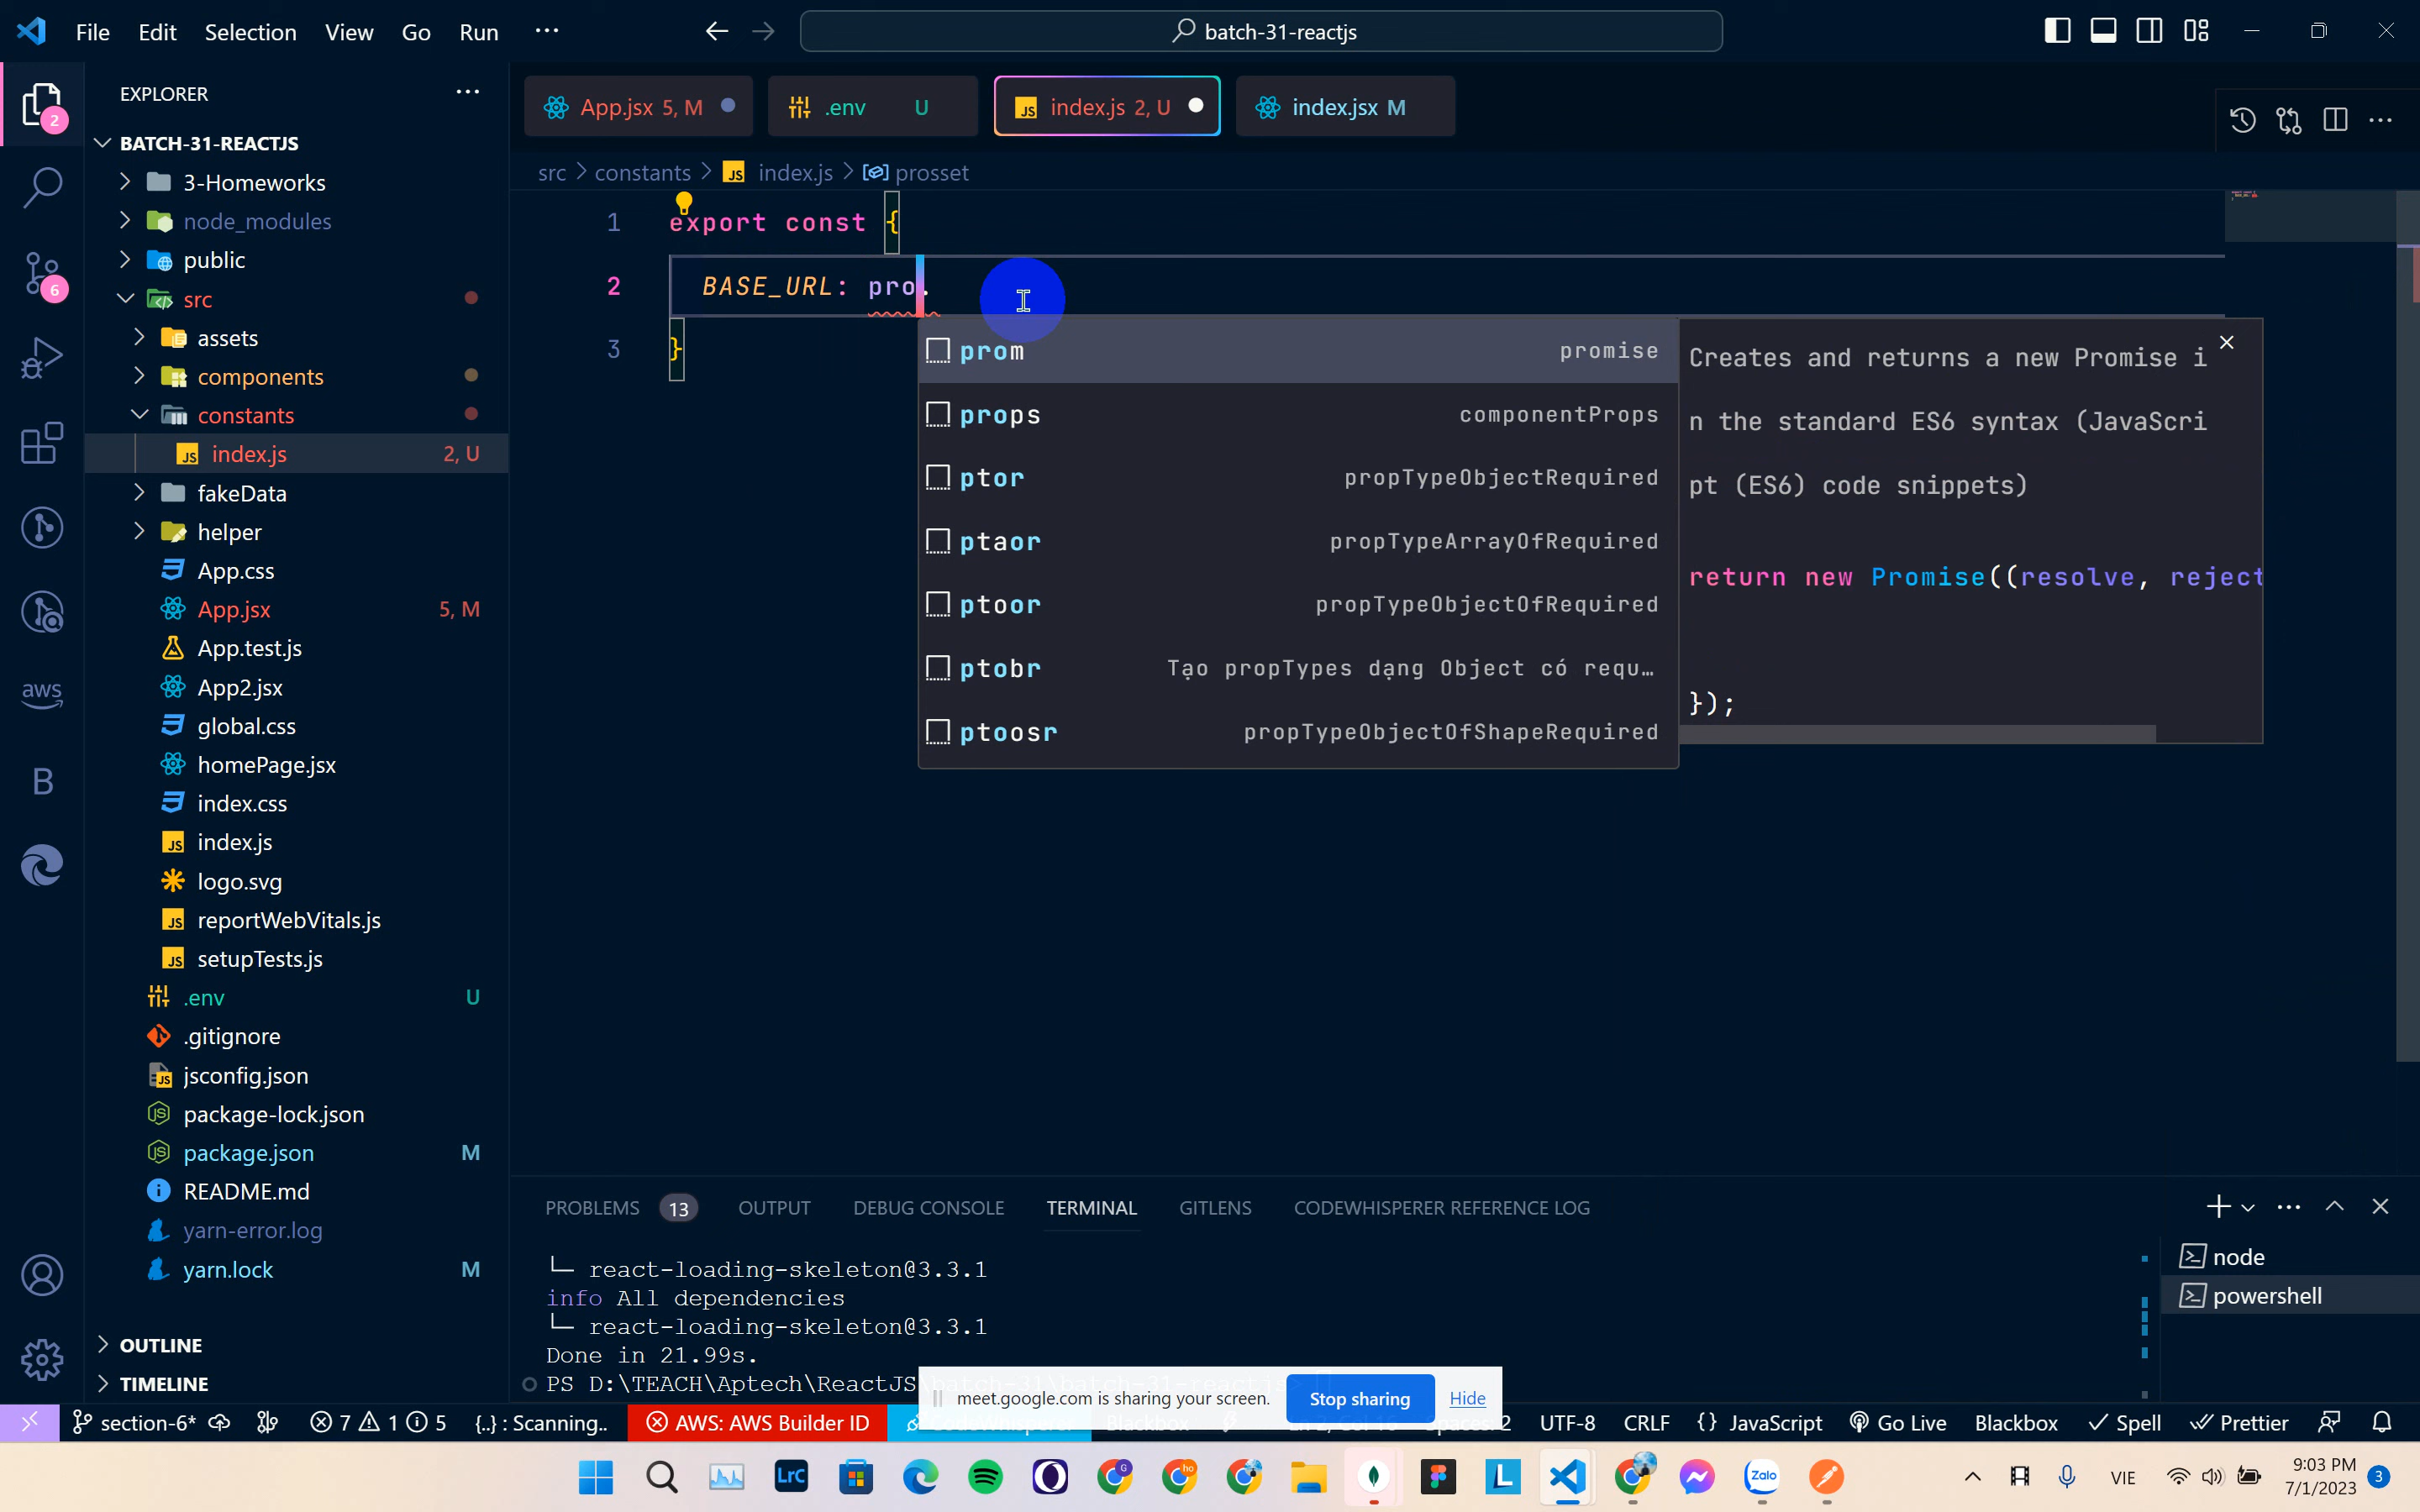 File Edit Selection View Go Run ···
batch-31-reactjs
EXPLORER
BATCH-31-REACTJS
3-Homeworks
node_modules
public
src
assets
components
constants
index.js 2, U
fakeData
helper
App.css
App.jsx 5, M
App.test.js
App2.jsx
global.css
homePage.jsx
index.css
index.js
logo.svg
reportWebVitals.js
setupTests.js
.env U
.gitignore
jsconfig.json
package-lock.json
package.json M
README.md
yarn-error.log
yarn.lock M
OUTLINE
TIMELINE
2
6
aws
B
App.jsx 5, M
.env U
JS index.js 2, U
index.jsx M
src > constants > JS index.js > prosset
1 export const {
2 BASE_URL: pro.
3 }
prom promise
props componentProps
ptor propTypeObjectRequired
ptaor propTypeArrayOfRequired
ptoor propTypeObjectOfRequired
ptobr Tạo propTypes dạng Object có requ…
ptoosr propTypeObjectOfShapeRequired
Creates and returns a new Promise i
n the standard ES6 syntax (JavaScri
pt (ES6) code snippets)
return new Promise((resolve, reject
});
PROBLEMS 13 OUTPUT DEBUG CONSOLE TERMINAL GITLENS CODEWHISPERER REFERENCE LOG
└─ react-loading-skeleton@3.3.1
info All dependencies
└─ react-loading-skeleton@3.3.1
Done in 21.99s.
PS D:\TEACH\Aptech\ReactJS
node
powershell
meet.google.com is sharing your screen. Stop sharing Hide
section-6* 7 1 5 {..} : Scanning.. AWS: AWS Builder ID UTF-8 CRLF {} JavaScript Go Live Blackbox Spell Prettier
LrC
Zalo
VIE
9:03 PM
7/1/2023
3